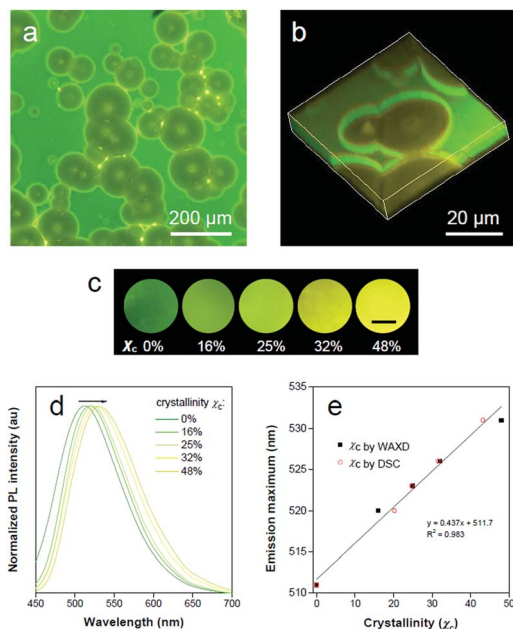 a
200 μm
b
20 μm
c
χc 0% 16% 25% 32% 48%
d
crystallinity χc:
0%
16%
25%
32%
48%
Normalized PL intensity (au)
450 500 550 600 650 700
Wavelength (nm)
e
χc by WAXD
χc by DSC
y = 0.437x + 511.7
R² = 0.983
Emission maximum (nm)
535
530
525
520
515
510
0 10 20 30 40 50
Crystallinity (χc)